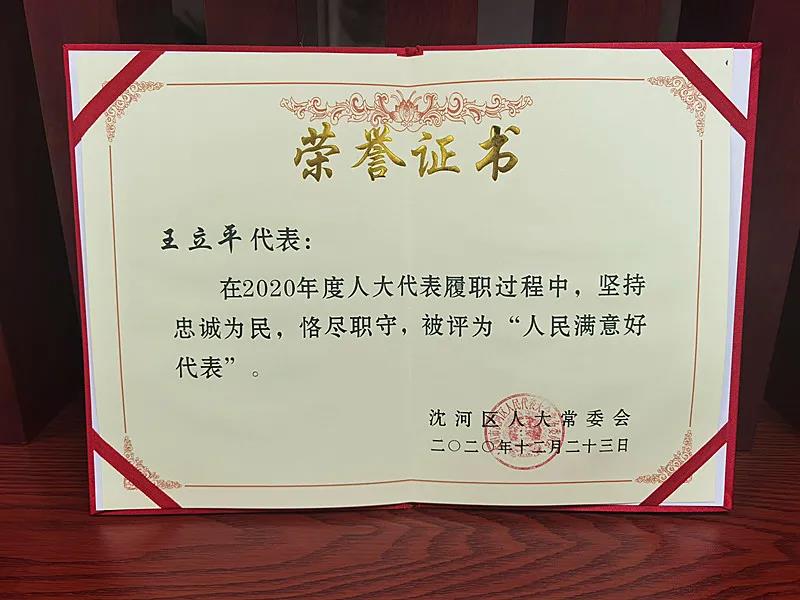 荣誉证书
王立平代表：
在2020年度人大代表履职过程中，坚持
忠诚为民，恪尽职守，被评为“人民满意好
代表”。
沈河区人大常委会
二〇二〇年十二月二十三日